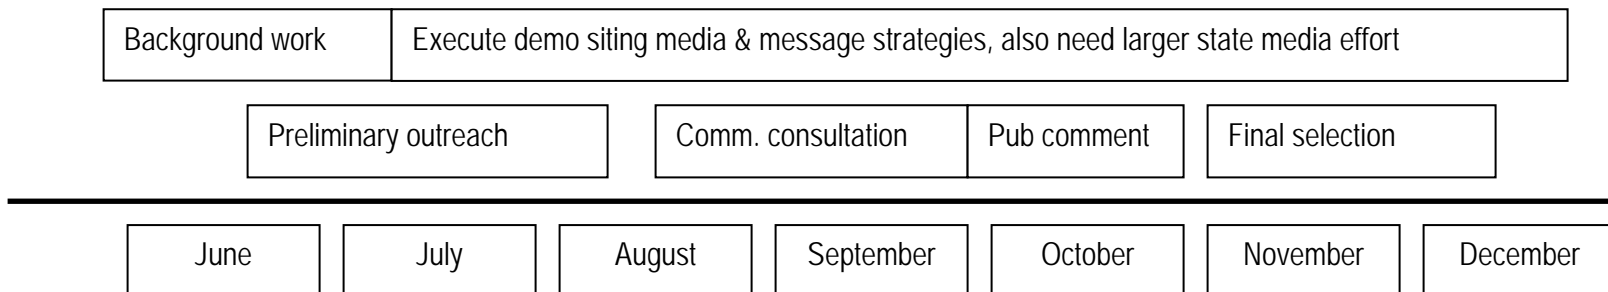 Background work
Execute demo siting media & message strategies, also need larger state media effort
Preliminary outreach
Comm. consultation
Pub comment
Final selection
June
July
August
September
October
November
December